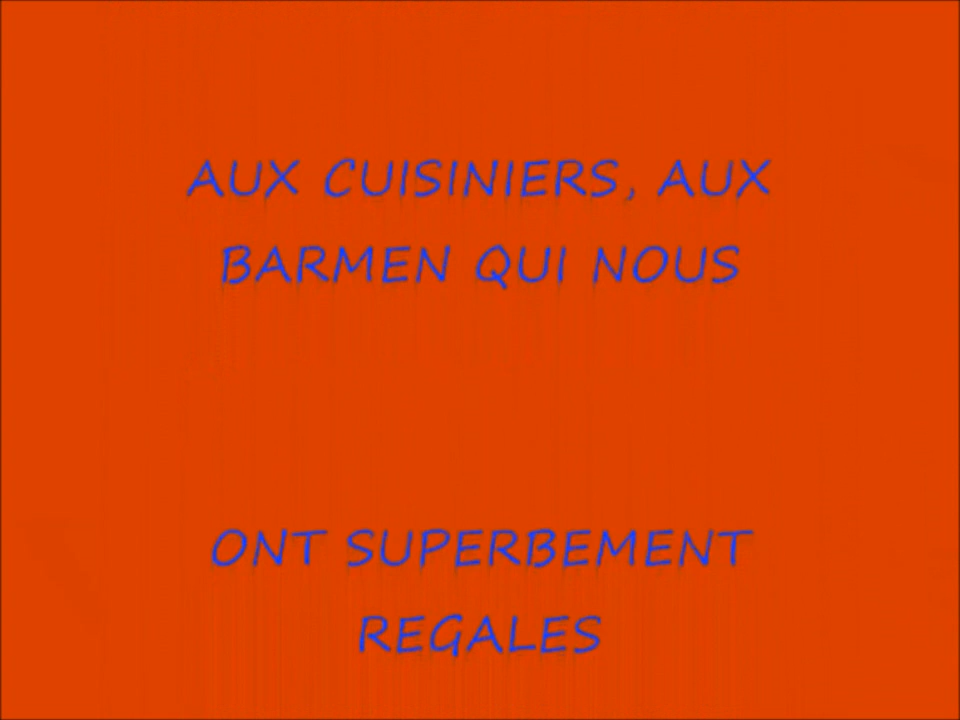 AUX CUISINIERS, AUX
BARMEN QUI NOUS
ONT SUPERBEMENT
REGALES